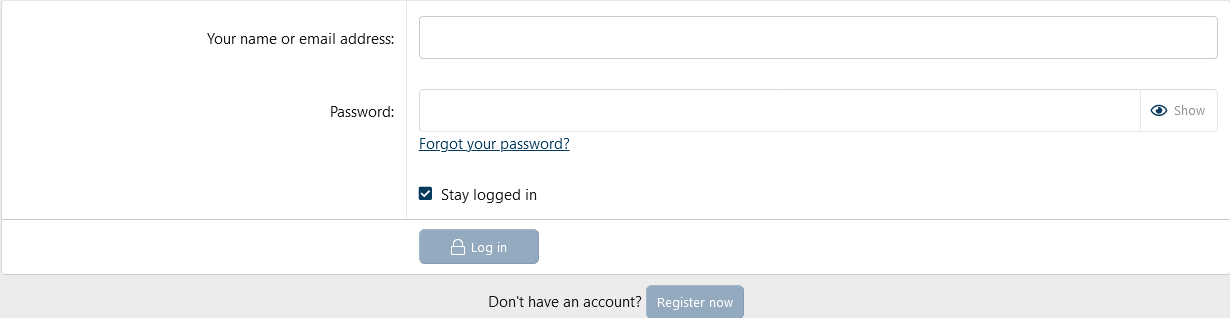 Your name or email address:
Password:
Show
Forgot your password?
Stay logged in
Log in
Don't have an account? Register now